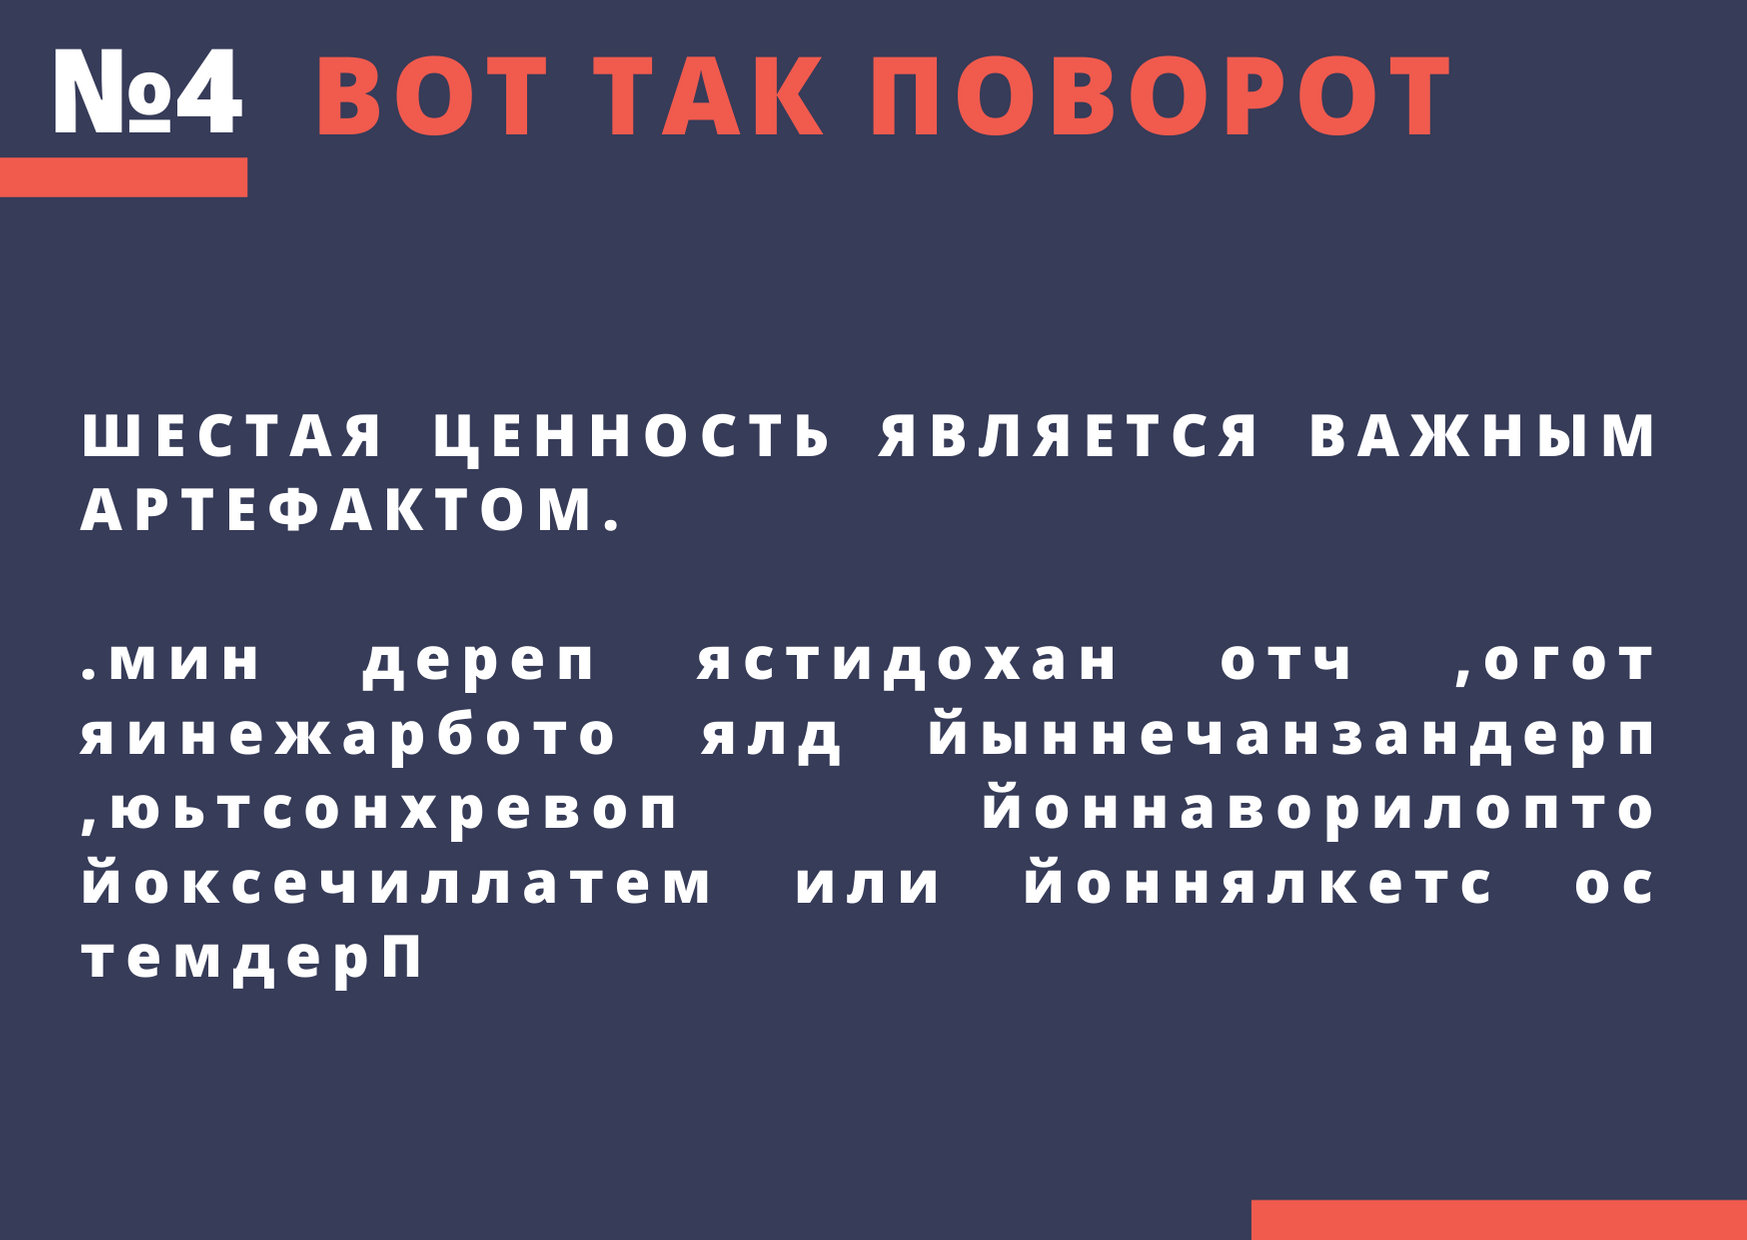 №4 ВОТ ТАК ПОВОРОТ
ШЕСТАЯ ЦЕННОСТЬ ЯВЛЯЕТСЯ ВАЖНЫМ
АРТЕФАКТОМ.
.мин дереп ястидохан отч ,огот
яинежарбото ялд йыннечанзандерп
,юьтсонхревоп йоннаворилопто
йоксечиллатем или йоннялкетс ос
темдерП